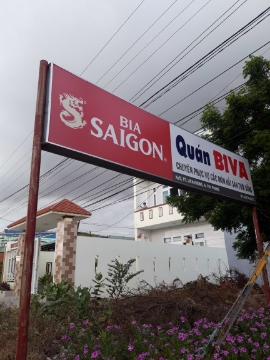 BIA
SAIGON
Quán BIVA
CHUYÊN PHỤC VỤ CÁC MÓN HẢI SẢN TƯƠI SỐNG